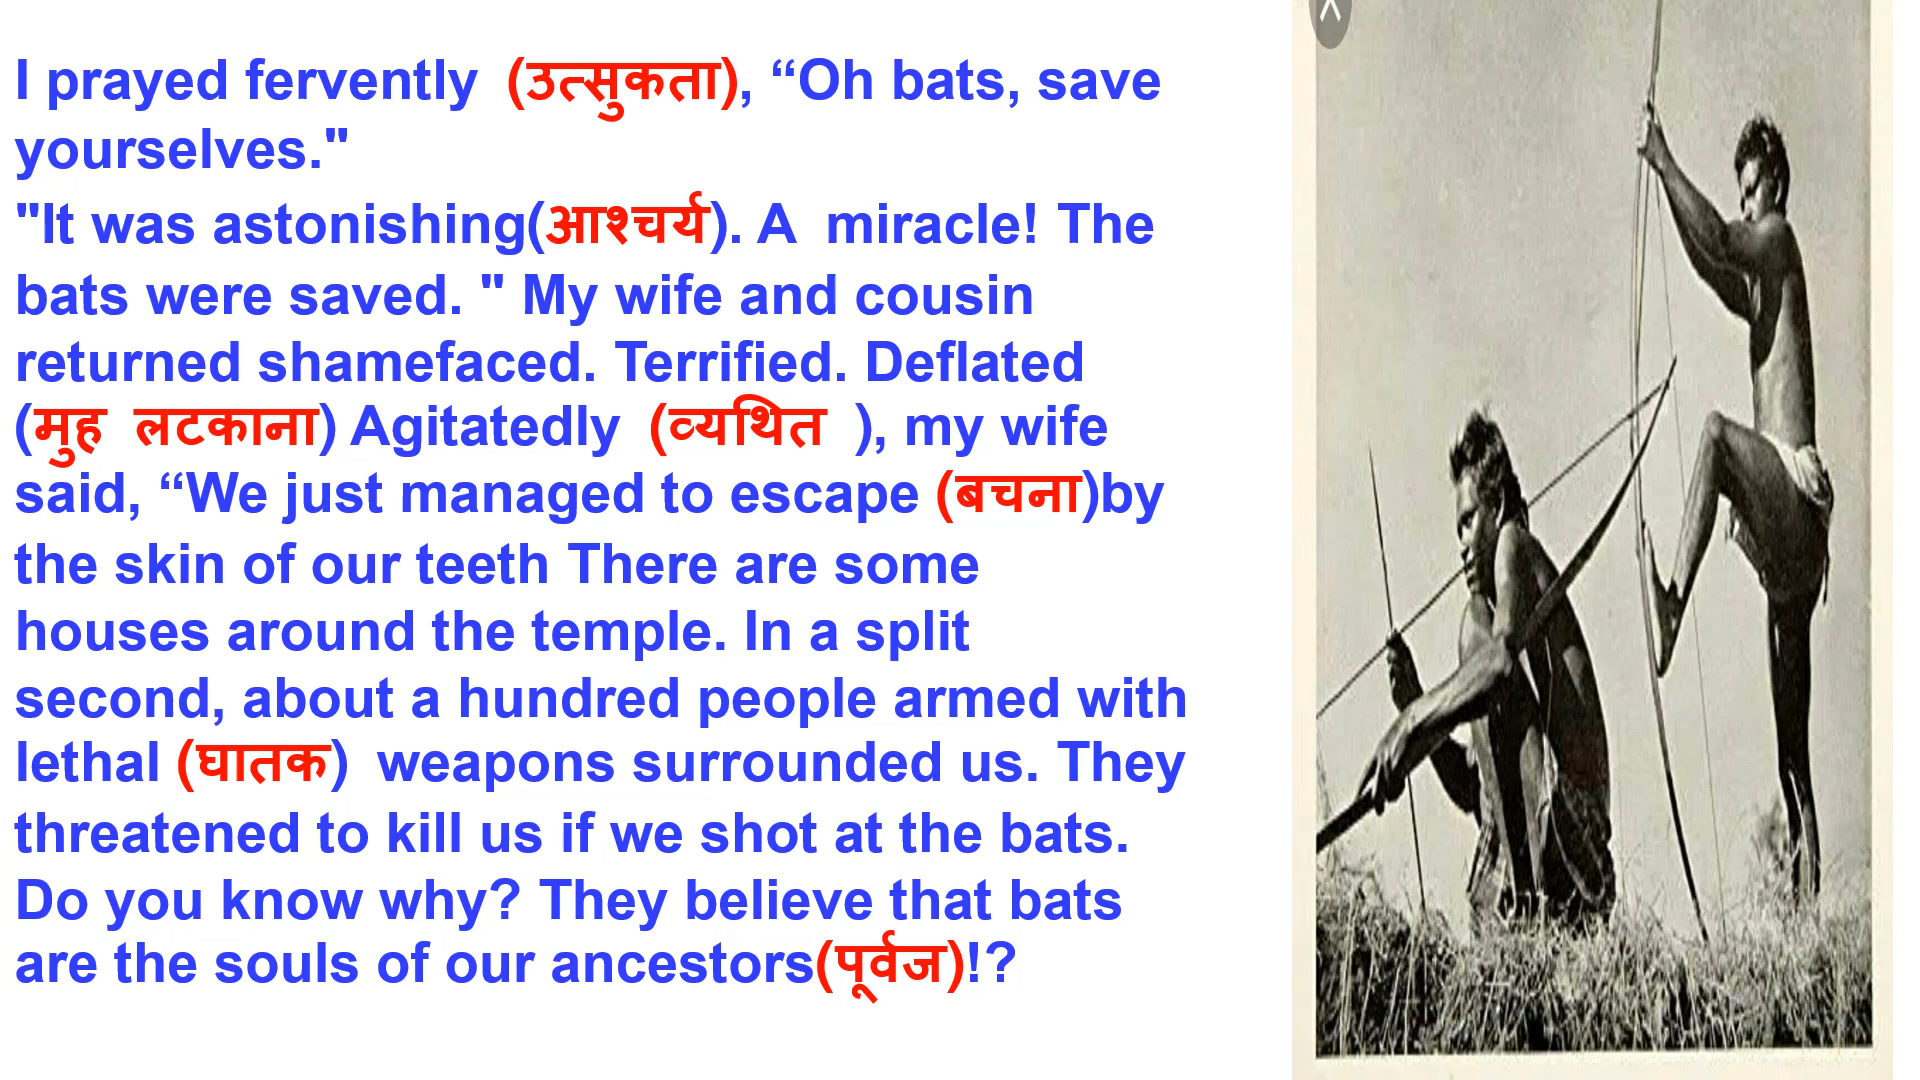 I prayed fervently (उत्सुकता), “Oh bats, save
yourselves."
"It was astonishing(आश्चर्य). A miracle! The
bats were saved. " My wife and cousin
returned shamefaced. Terrified. Deflated
(मुह लटकाना) Agitatedly (व्यथित ), my wife
said, “We just managed to escape (बचना)by
the skin of our teeth There are some
houses around the temple. In a split
second, about a hundred people armed with
lethal (घातक) weapons surrounded us. They
threatened to kill us if we shot at the bats.
Do you know why? They believe that bats
are the souls of our ancestors(पूर्वज)!?